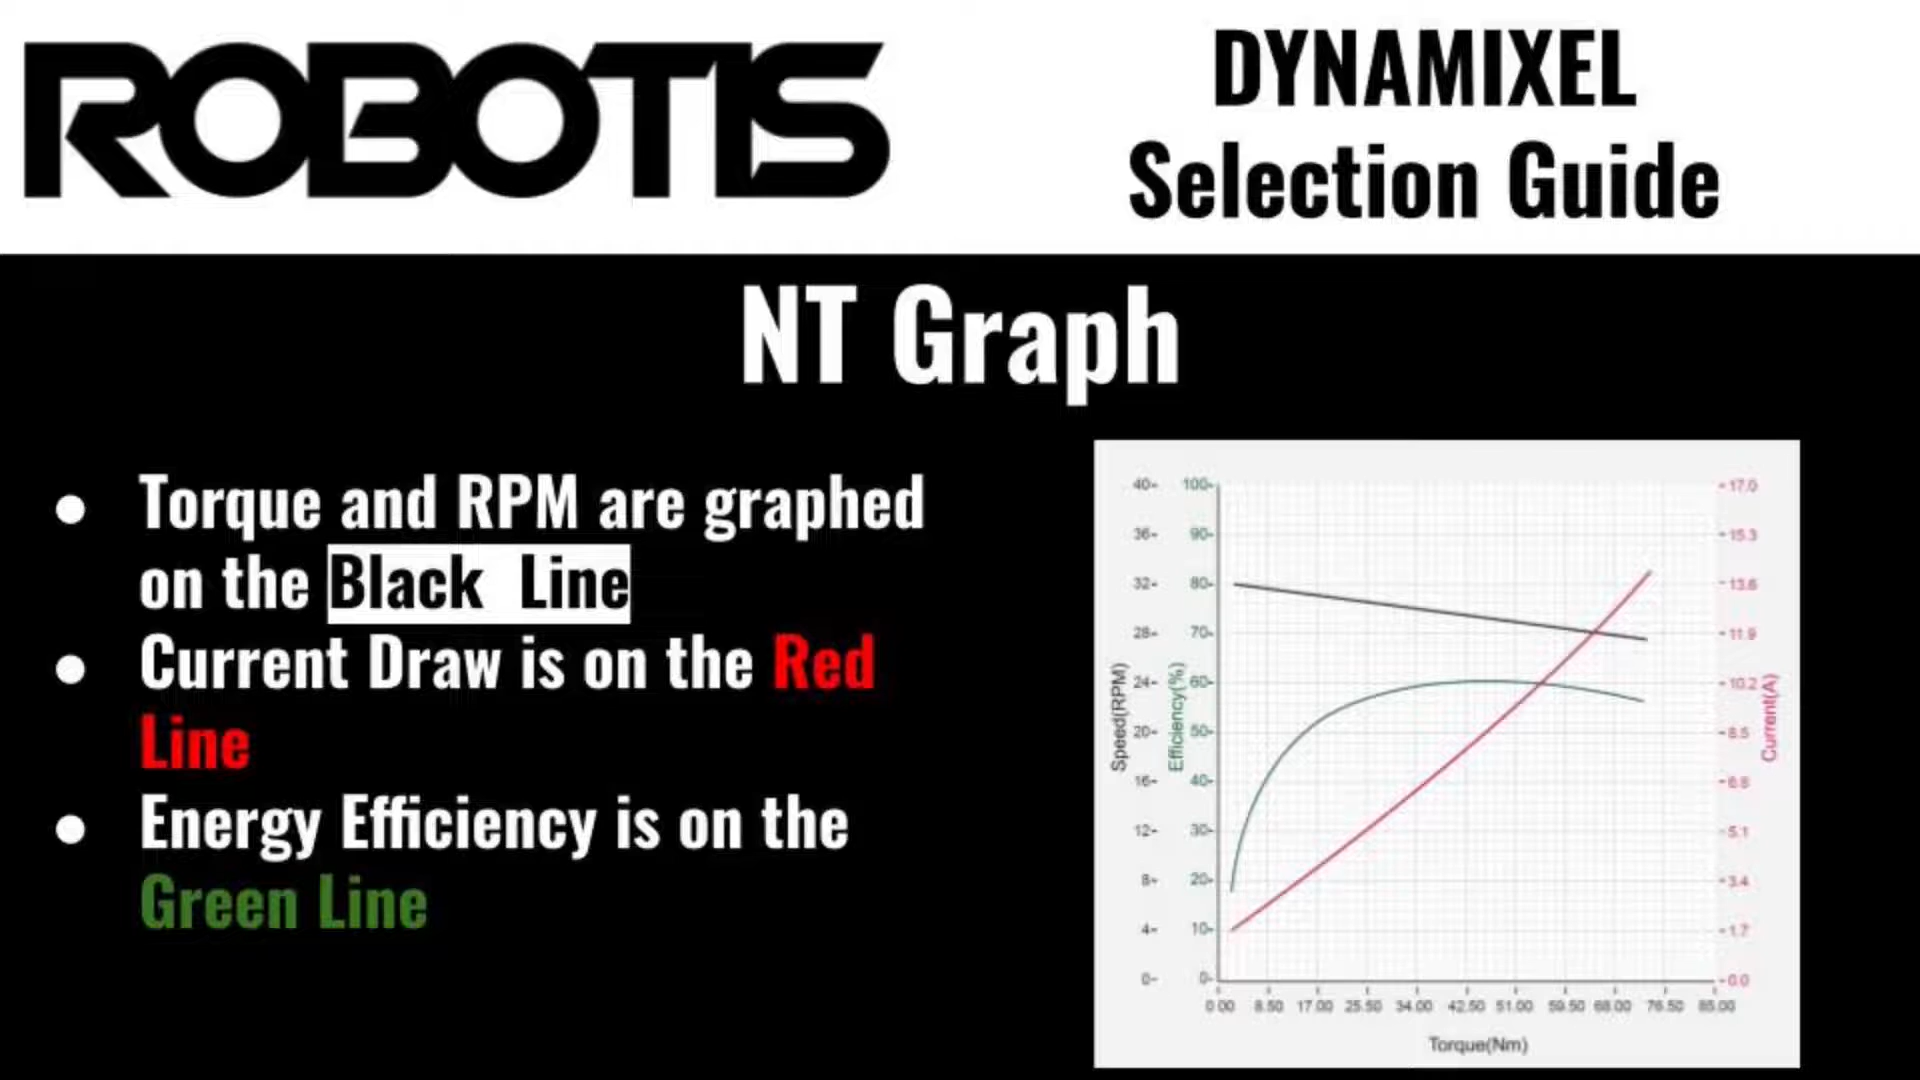 ROBOTIS
DYNAMIXEL
Selection Guide
NT Graph
● Torque and RPM are graphed
on the Black Line
● Current Draw is on the Red
Line
● Energy Efficiency is on the
Green Line
40- 100- -17.0
36- 90- -15.3
32- 80- -13.6
28- 70- -11.9
24- 60- -10.2
20- 50- -8.5
16- 40- -6.8
12- 30- -5.1
8- 20- -3.4
4- 10- -1.7
0- 0- -0.0
Speed(RPM)
Efficiency(%)
Current(A)
0.00 8.50 17.00 25.50 34.00 42.50 51.00 59.50 68.00 76.50 85.00
Torque(Nm)